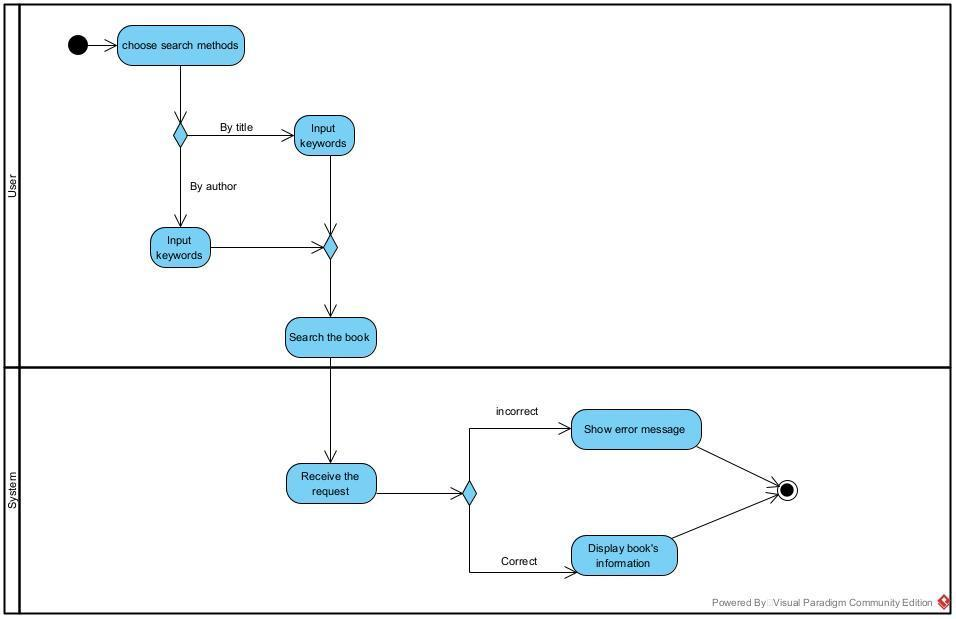 choose search methods
By title
Input
keywords
User
By author
Input
keywords
Search the book
incorrect
Show error message
System
Receive the
request
Correct
Display book's
information
Powered By Visual Paradigm Community Edition